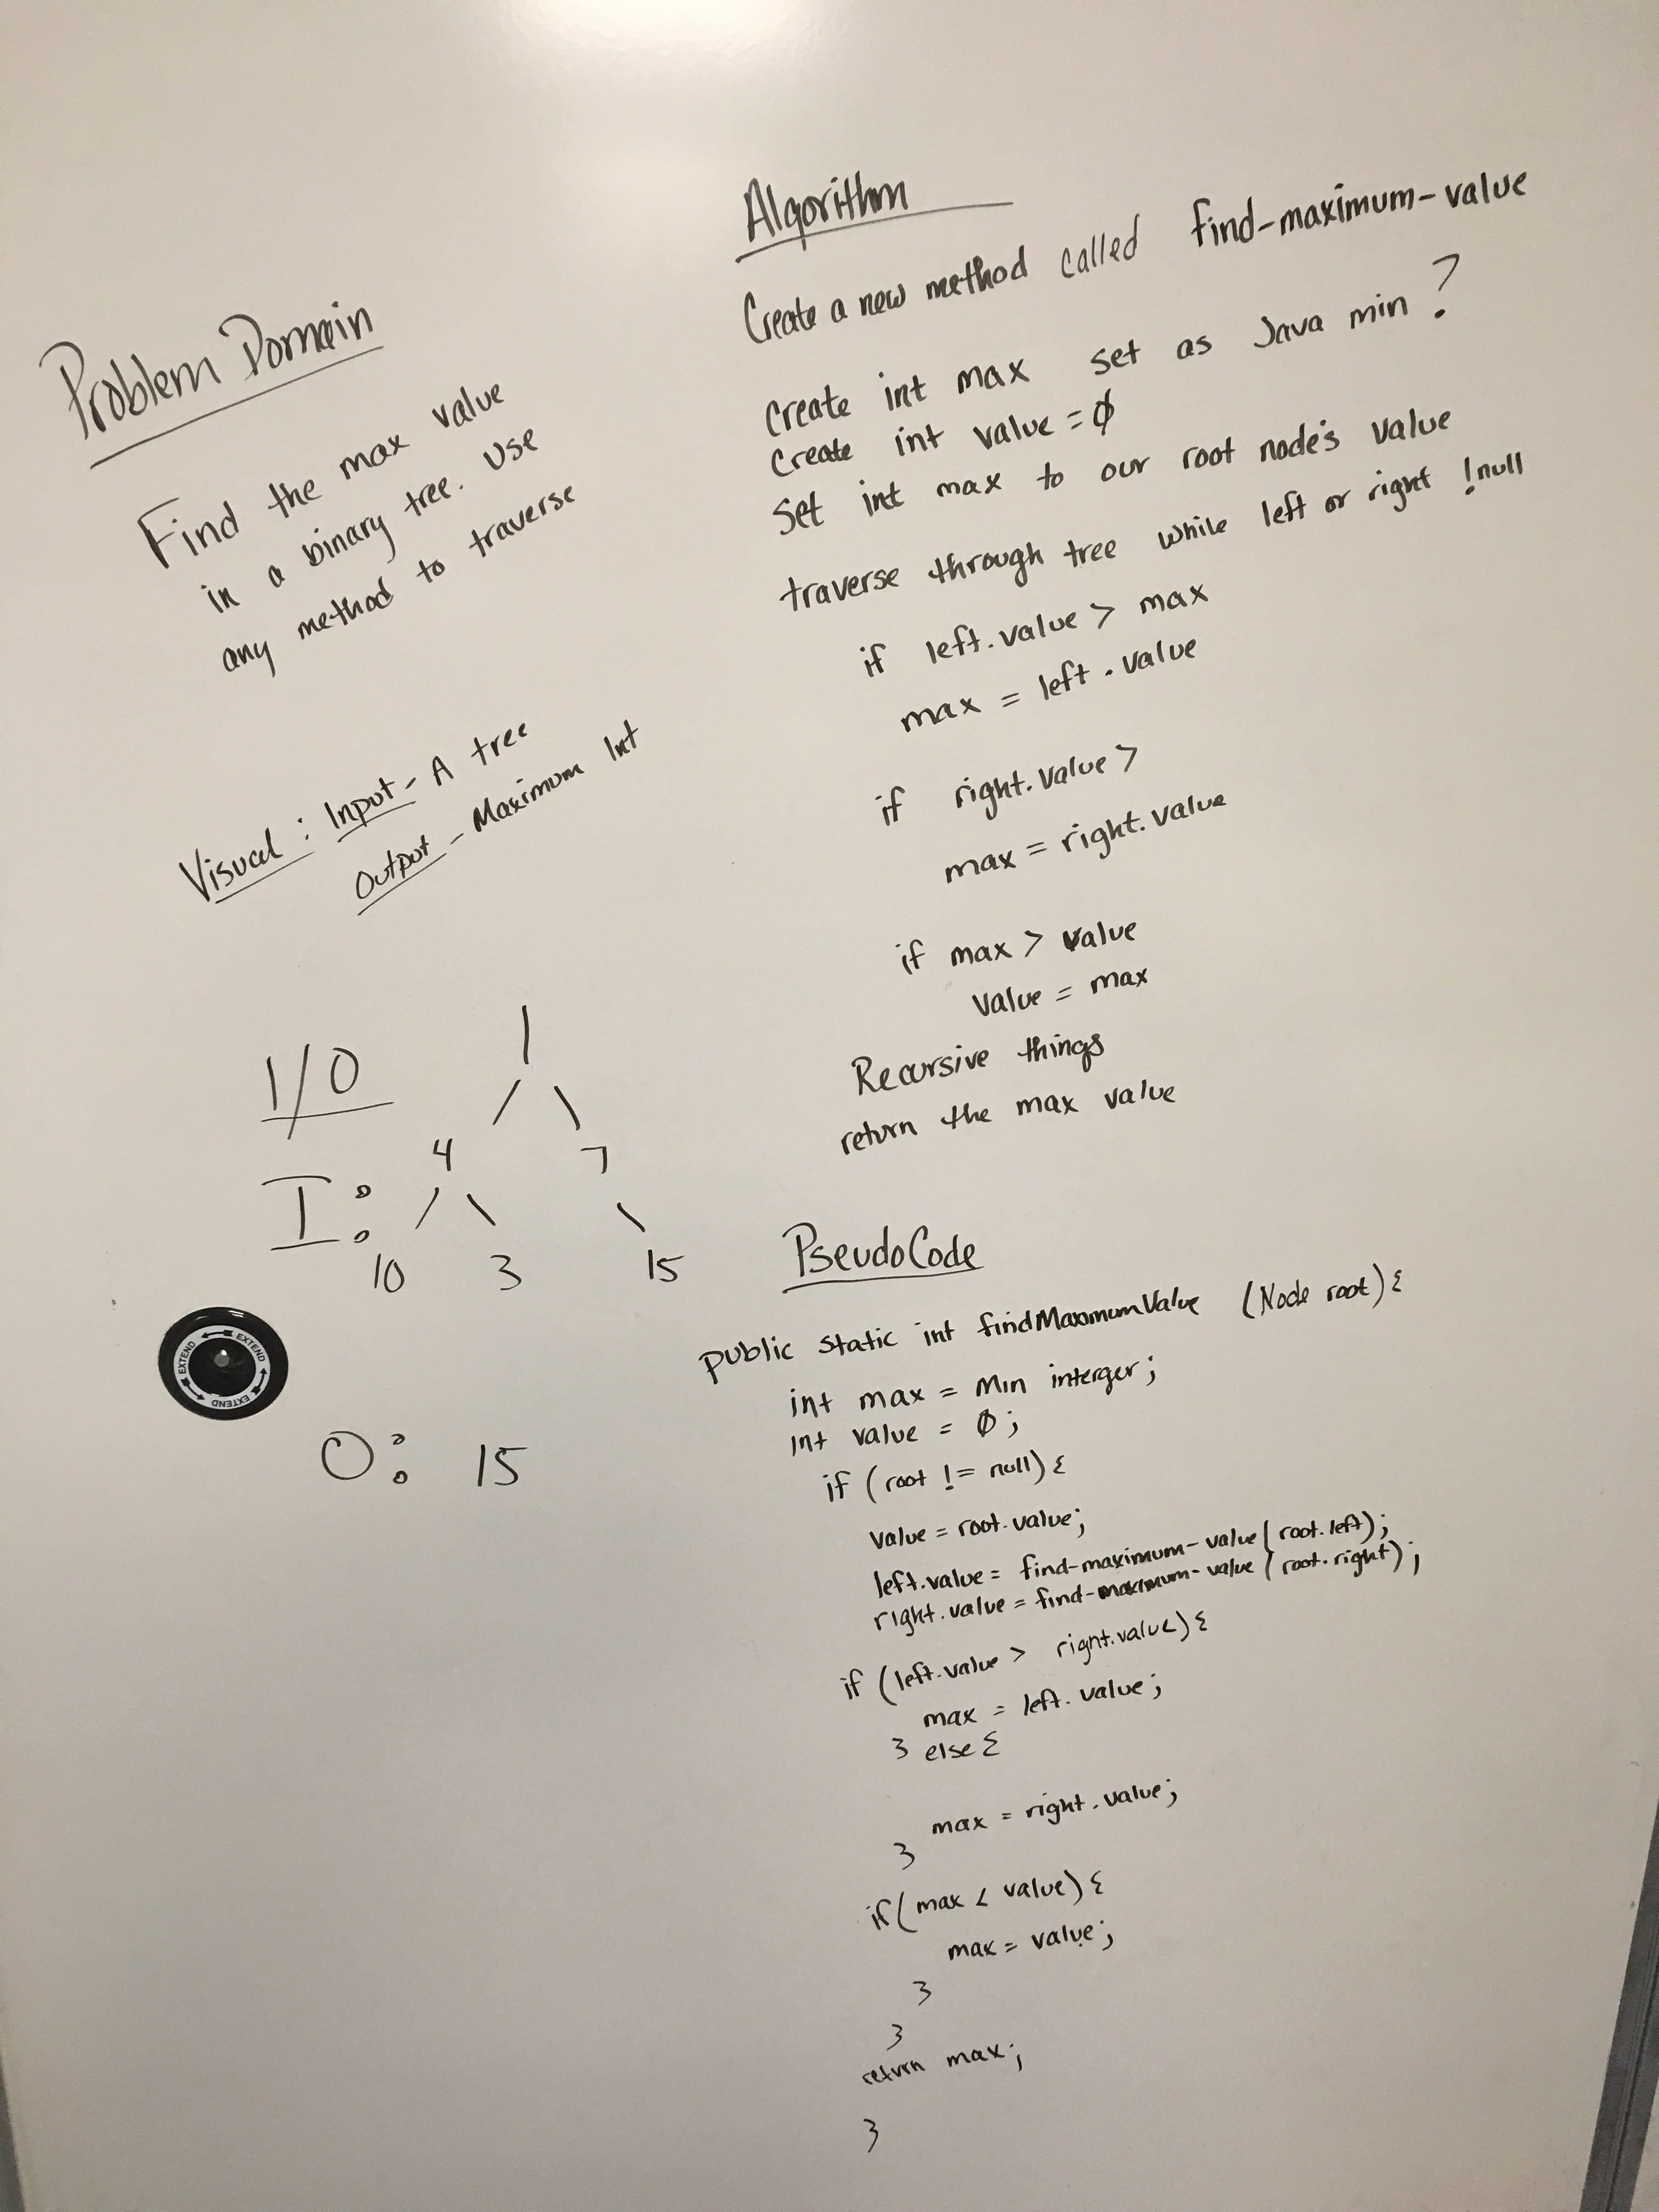 Problem Domain
Find the max value
in a binary tree. Use
any method to traverse
Visual: Input - A tree
Output - Maximum Int
I/O
1
/ \
4 7
I:
/ \ \
10 3 15
EXTEND EXTEND EXTEND EXTEND
O: 15
Algorithm
Create a new method called find-maximum-value
Create int max set as Java min?
Create int value = 0
Set int max to our root node's value
traverse through tree while left or right !null
if left.value > max
max = left.value
if right.value >
max = right.value
if max > value
value = max
Recursive things
return the max value
PseudoCode
public static int findMaxmumValue (Node root) {
int max = Min interger;
int value = 0;
if (root != null) {
value = root.value;
left.value = find-maximum-value(root.left);
right.value = find-maximum-value(root.right);
if (left.value > right.value) {
max = left.value;
} else {
max = right.value;
}
if (max < value) {
max = value;
}
}
return max;
}